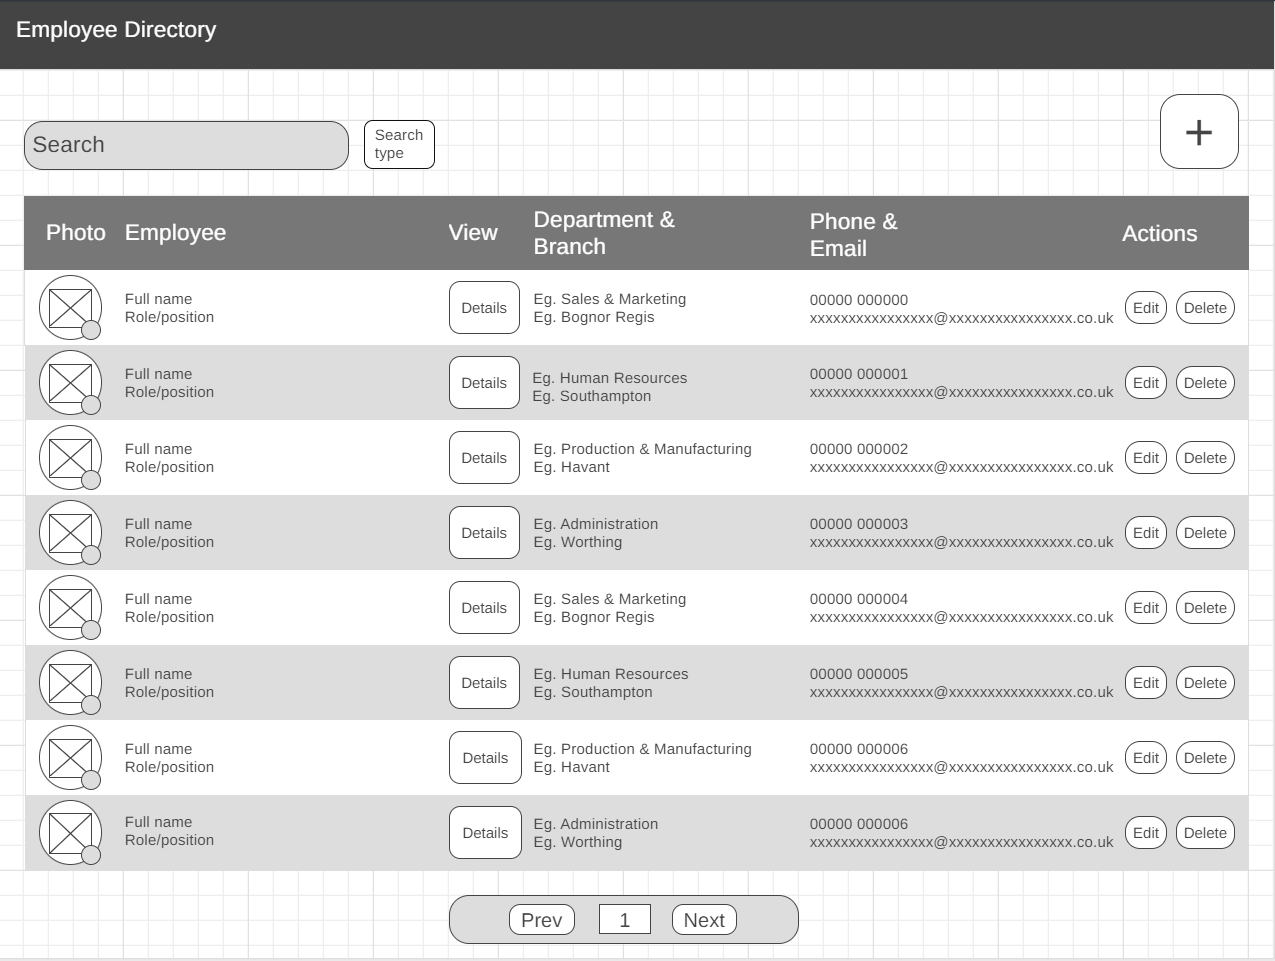 Employee Directory
Search
Search
type
+
Photo Employee View Department &
Branch Phone &
Email Actions
Full name
Role/position
Details
Eg. Sales & Marketing
Eg. Bognor Regis
00000 000000
xxxxxxxxxxxxxxxx@xxxxxxxxxxxxxxxx.co.uk
Edit Delete
Full name
Role/position
Details
Eg. Human Resources
Eg. Southampton
00000 000001
xxxxxxxxxxxxxxxx@xxxxxxxxxxxxxxxx.co.uk
Edit Delete
Full name
Role/position
Details
Eg. Production & Manufacturing
Eg. Havant
00000 000002
xxxxxxxxxxxxxxxx@xxxxxxxxxxxxxxxx.co.uk
Edit Delete
Full name
Role/position
Details
Eg. Administration
Eg. Worthing
00000 000003
xxxxxxxxxxxxxxxx@xxxxxxxxxxxxxxxx.co.uk
Edit Delete
Full name
Role/position
Details
Eg. Sales & Marketing
Eg. Bognor Regis
00000 000004
xxxxxxxxxxxxxxxx@xxxxxxxxxxxxxxxx.co.uk
Edit Delete
Full name
Role/position
Details
Eg. Human Resources
Eg. Southampton
00000 000005
xxxxxxxxxxxxxxxx@xxxxxxxxxxxxxxxx.co.uk
Edit Delete
Full name
Role/position
Details
Eg. Production & Manufacturing
Eg. Havant
00000 000006
xxxxxxxxxxxxxxxx@xxxxxxxxxxxxxxxx.co.uk
Edit Delete
Full name
Role/position
Details
Eg. Administration
Eg. Worthing
00000 000006
xxxxxxxxxxxxxxxx@xxxxxxxxxxxxxxxx.co.uk
Edit Delete
Prev 1 Next